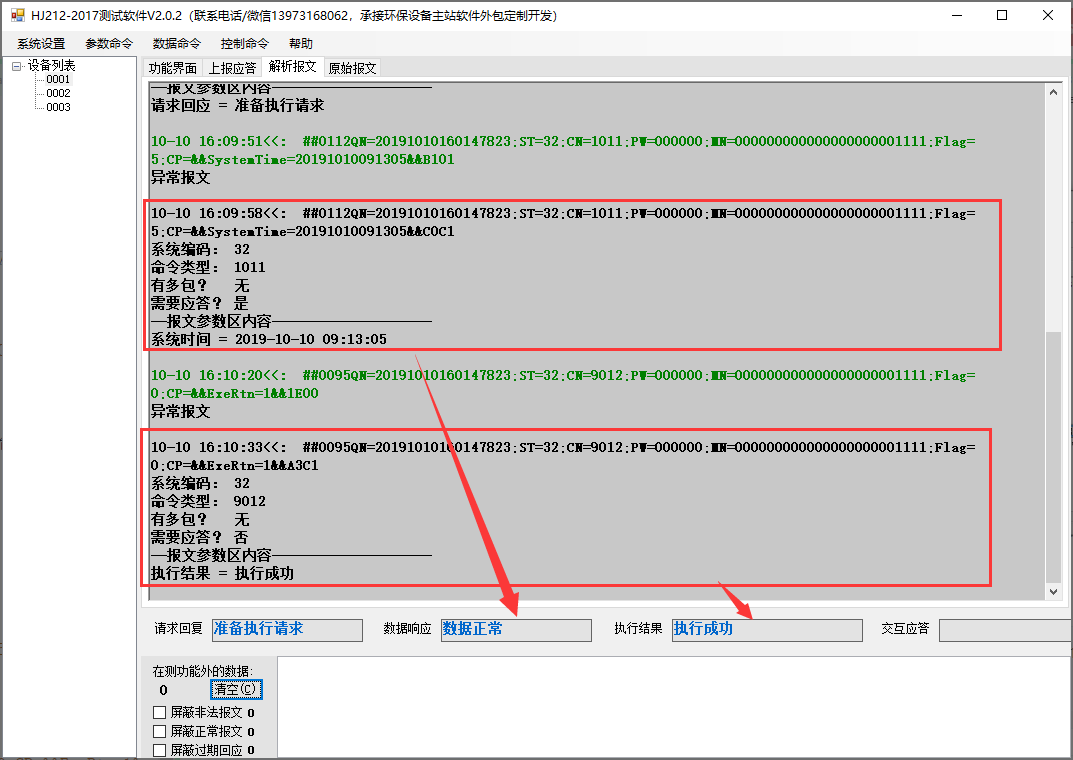 HJ212-2017测试软件V2.0.2（联系电话/微信13973168062，承接环保设备主站软件外包定制开发）
系统设置 参数命令 数据命令 控制命令 帮助
设备列表
0001
0002
0003
功能界面 上报应答 解析报文 原始报文
—报文参数区内容——————————
请求回应 = 准备执行请求
10-10 16:09:51<<: ##0112QN=20191010160147823;ST=32;CN=1011;PW=000000;MN=000000000000000000001111;Flag=
5;CP=&&SystemTime=20191010091305&&B101
异常报文
10-10 16:09:58<<: ##0112QN=20191010160147823;ST=32;CN=1011;PW=000000;MN=000000000000000000001111;Flag=
5;CP=&&SystemTime=20191010091305&&C0C1
系统编码： 32
命令类型： 1011
有多包？ 无
需要应答？ 是
—报文参数区内容——————————
系统时间 = 2019-10-10 09:13:05
10-10 16:10:20<<: ##0095QN=20191010160147823;ST=32;CN=9012;PW=000000;MN=000000000000000000001111;Flag=
0;CP=&&ExeRtn=1&&1E00
异常报文
10-10 16:10:33<<: ##0095QN=20191010160147823;ST=32;CN=9012;PW=000000;MN=000000000000000000001111;Flag=
0;CP=&&ExeRtn=1&&A3C1
系统编码： 32
命令类型： 9012
有多包？ 无
需要应答？ 否
—报文参数区内容——————————
执行结果 = 执行成功
请求回复 准备执行请求 数据响应 数据正常 执行结果 执行成功 交互应答
在测功能外的数据:
0 清空(C)
屏蔽非法报文 0
屏蔽正常报文 0
屏蔽过期回应 0